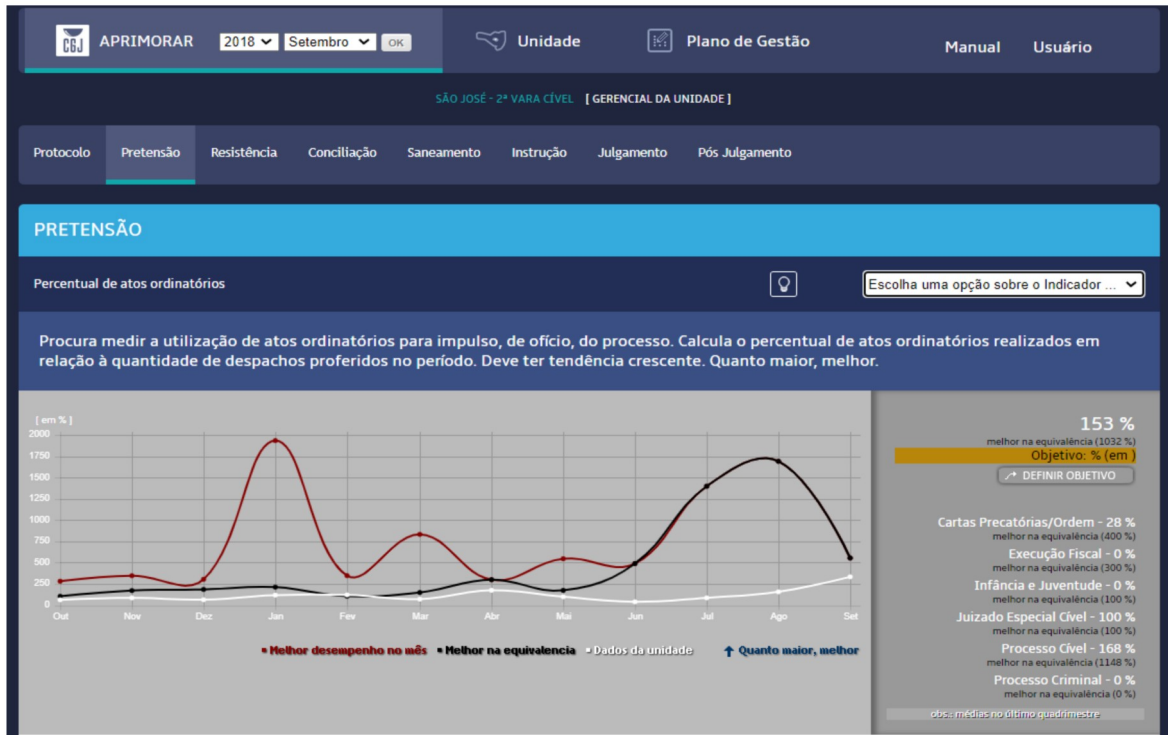 CGJ APRIMORAR 2018 Setembro OK Unidade Plano de Gestão Manual Usuário
SÃO JOSÉ - 2ª VARA CÍVEL [ GERENCIAL DA UNIDADE ]
Protocolo Pretensão Resistência Conciliação Saneamento Instrução Julgamento Pós Julgamento
PRETENSÃO
Percentual de atos ordinatórios Escolha uma opção sobre o Indicador ...
Procura medir a utilização de atos ordinatórios para impulso, de ofício, do processo. Calcula o percentual de atos ordinatórios realizados em
relação à quantidade de despachos proferidos no período. Deve ter tendência crescente. Quanto maior, melhor.
[ em % ]
2000
1750
1500
1250
1000
750
500
250
0
Out Nov Dez Jan Fev Mar Abr Mai Jun Jul Ago Set
Melhor desempenho no mês Melhor na equivalencia Dados da unidade Quanto maior, melhor
153 %
melhor na equivalência (1032 %)
Objetivo: % (em )
DEFINIR OBJETIVO
Cartas Precatórias/Ordem - 28 %
melhor na equivalência (400 %)
Execução Fiscal - 0 %
melhor na equivalência (300 %)
Infância e Juventude - 0 %
melhor na equivalência (100 %)
Juizado Especial Cível - 100 %
melhor na equivalência (100 %)
Processo Cível - 168 %
melhor na equivalência (1148 %)
Processo Criminal - 0 %
melhor na equivalência (0 %)
obs.: médias no último quadrimestre